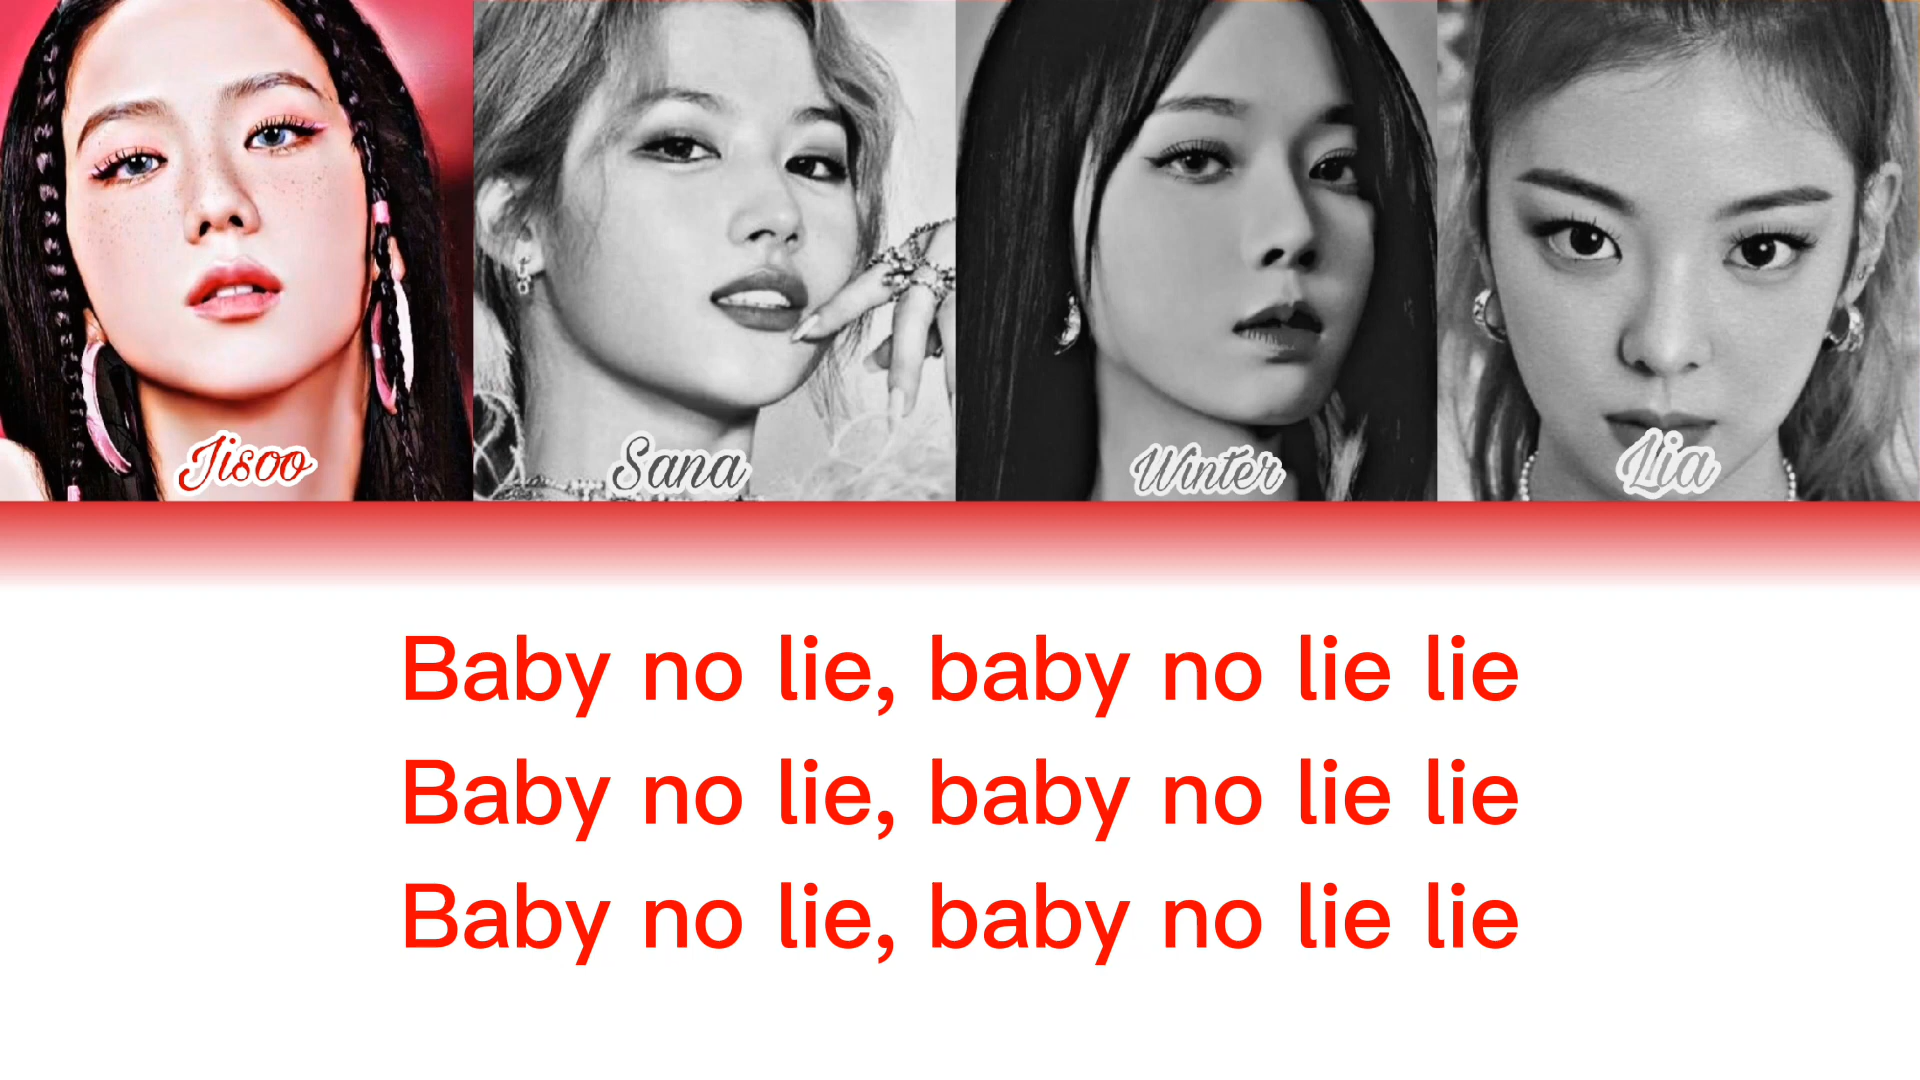 Jisoo
Sana
Winter
Lia
Baby no lie, baby no lie lie
Baby no lie, baby no lie lie
Baby no lie, baby no lie lie